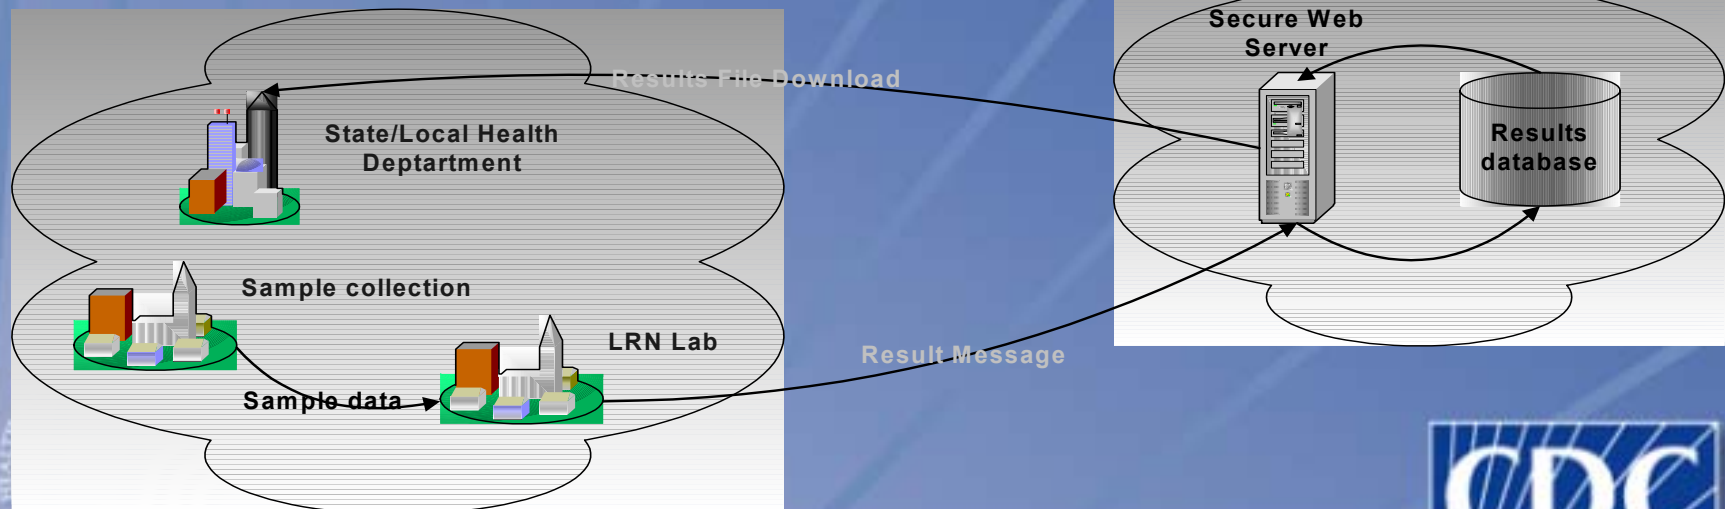 Secure Web
Server
Results File Download
State/Local Health
Deptartment
Results
database
Sample collection
LRN Lab
Result Message
Sample data
CDC